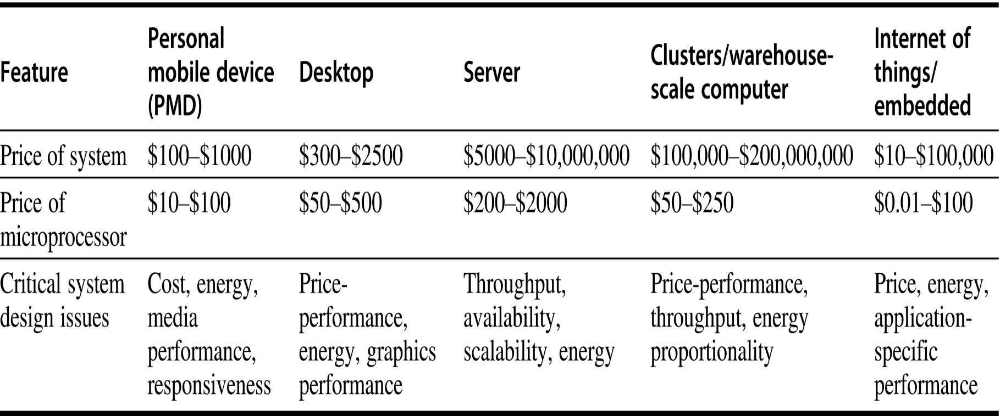 Feature
Personal
mobile device
(PMD)
Desktop
Server
Clusters/warehouse-
scale computer
Internet of
things/
embedded
Price of system
$100–$1000
$300–$2500
$5000–$10,000,000
$100,000–$200,000,000
$10–$100,000
Price of
microprocessor
$10–$100
$50–$500
$200–$2000
$50–$250
$0.01–$100
Critical system
design issues
Cost, energy,
media
performance,
responsiveness
Price-
performance,
energy, graphics
performance
Throughput,
availability,
scalability, energy
Price-performance,
throughput, energy
proportionality
Price, energy,
application-
specific
performance